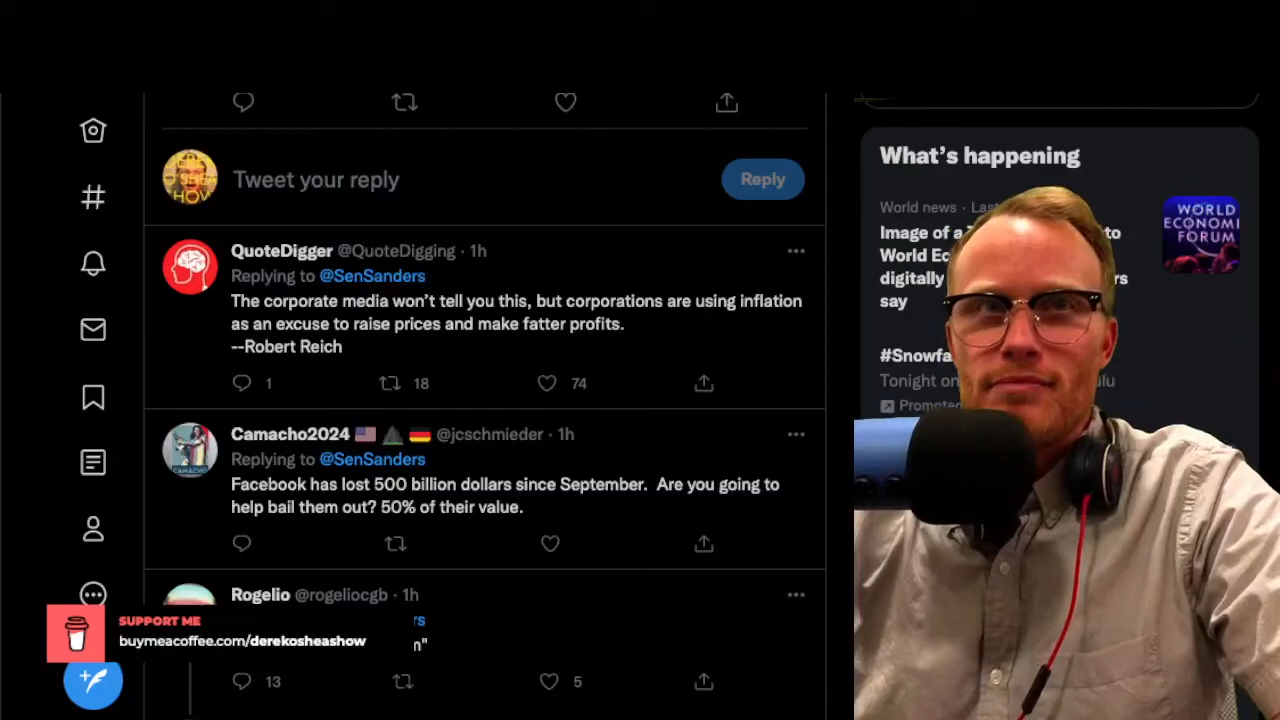 Tweet your reply
Reply
QuoteDigger @QuoteDigging · 1h
Replying to @SenSanders
The corporate media won't tell you this, but corporations are using inflation
as an excuse to raise prices and make fatter profits.
--Robert Reich
1 18 74
Camacho2024 @jcschmieder · 1h
Replying to @SenSanders
Facebook has lost 500 billion dollars since September. Are you going to
help bail them out? 50% of their value.
Rogelio @rogeliocgb · 1h
rs
n"
13 5
SUPPORT ME
buymeacoffee.com/derekosheashow
What's happening
World news · Las
Image of a to
World Ec
digitally rs
say
WORLD
ECONOMI
FORUM
#Snowfa
Tonight on ulu
Promote